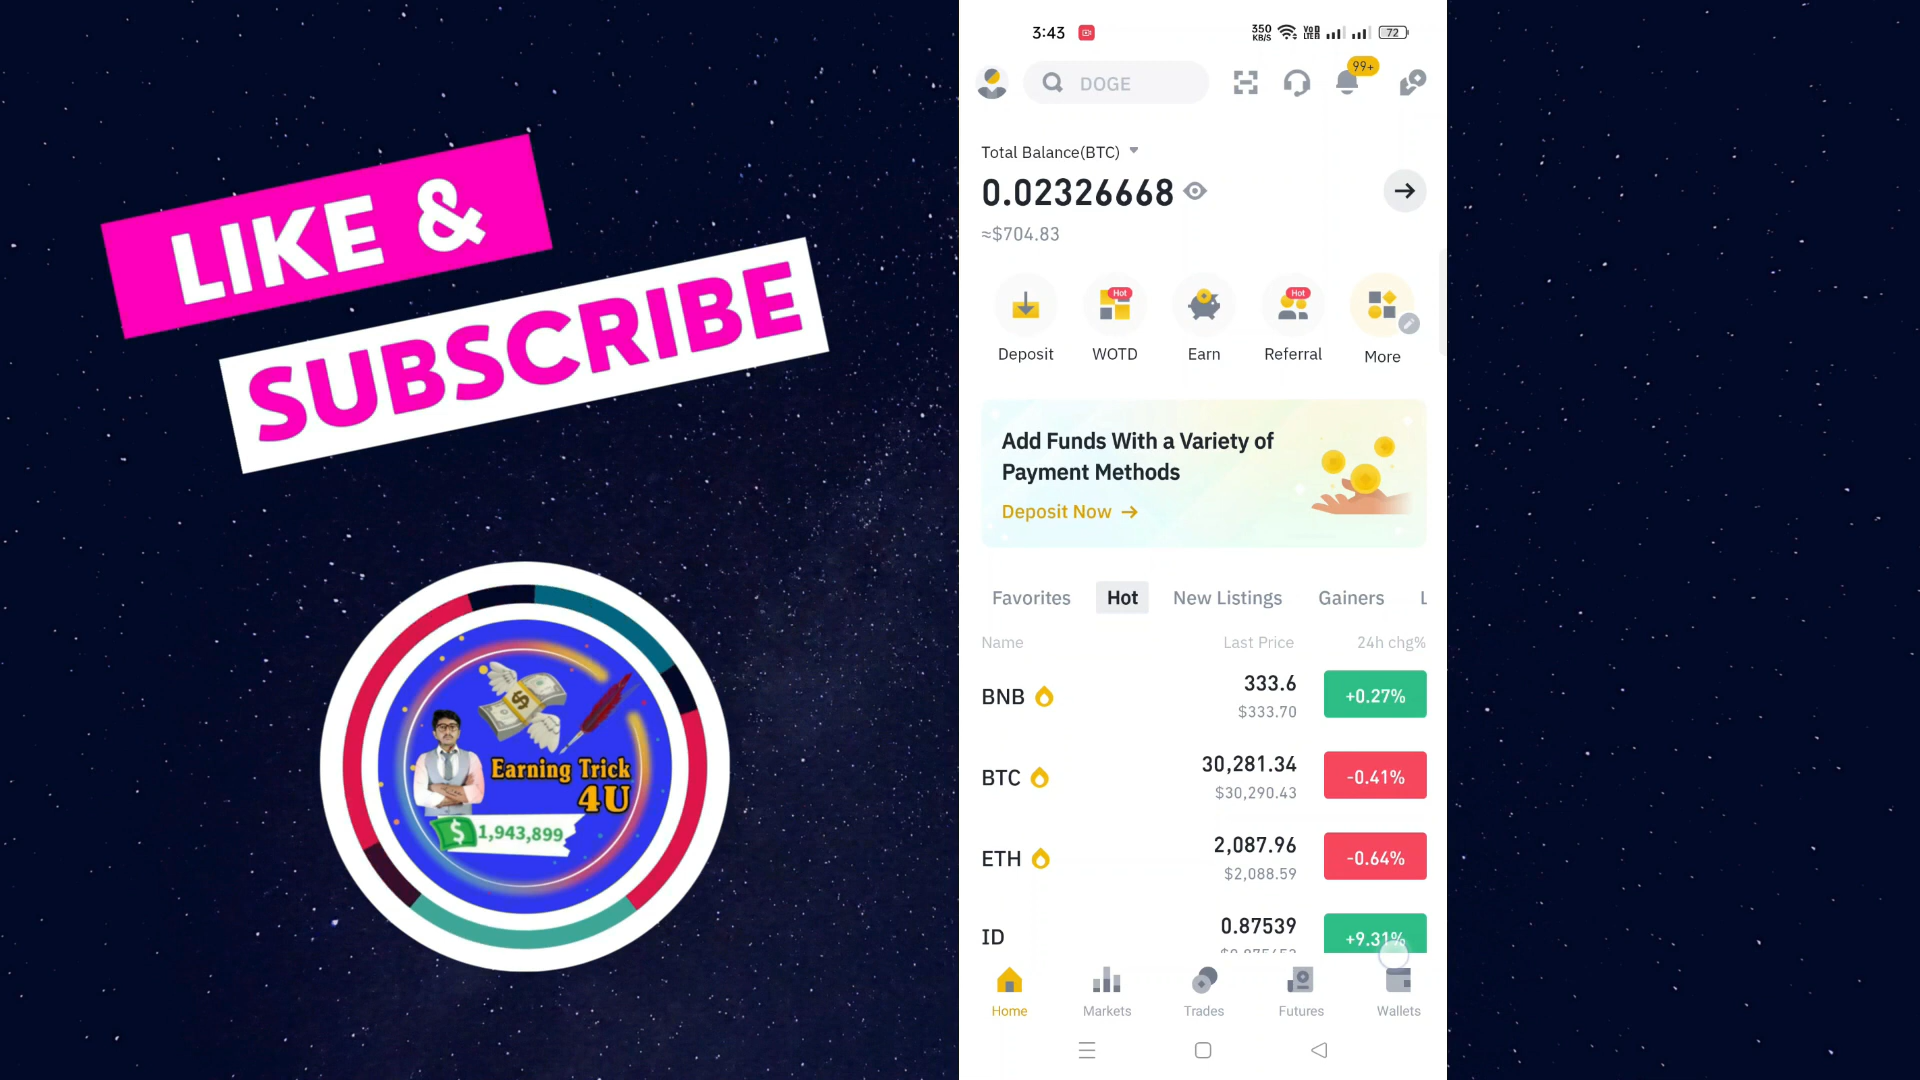 LIKE &
SUBSCRIBE
$
Earning Trick
4U
$ 1,943,899
3:43
350 KB/S
72
99+
DOGE
Total Balance(BTC)
0.02326668
≈$704.83
Hot
Hot
Deposit
WOTD
Earn
Referral
More
Add Funds With a Variety of
Payment Methods
Deposit Now →
Favorites
Hot
New Listings
Gainers
L
Name
Last Price
24h chg%
BNB
333.6
$333.70
+0.27%
BTC
30,281.34
$30,290.43
-0.41%
ETH
2,087.96
$2,088.59
-0.64%
ID
0.87539
+9.31%
Home
Markets
Trades
Futures
Wallets